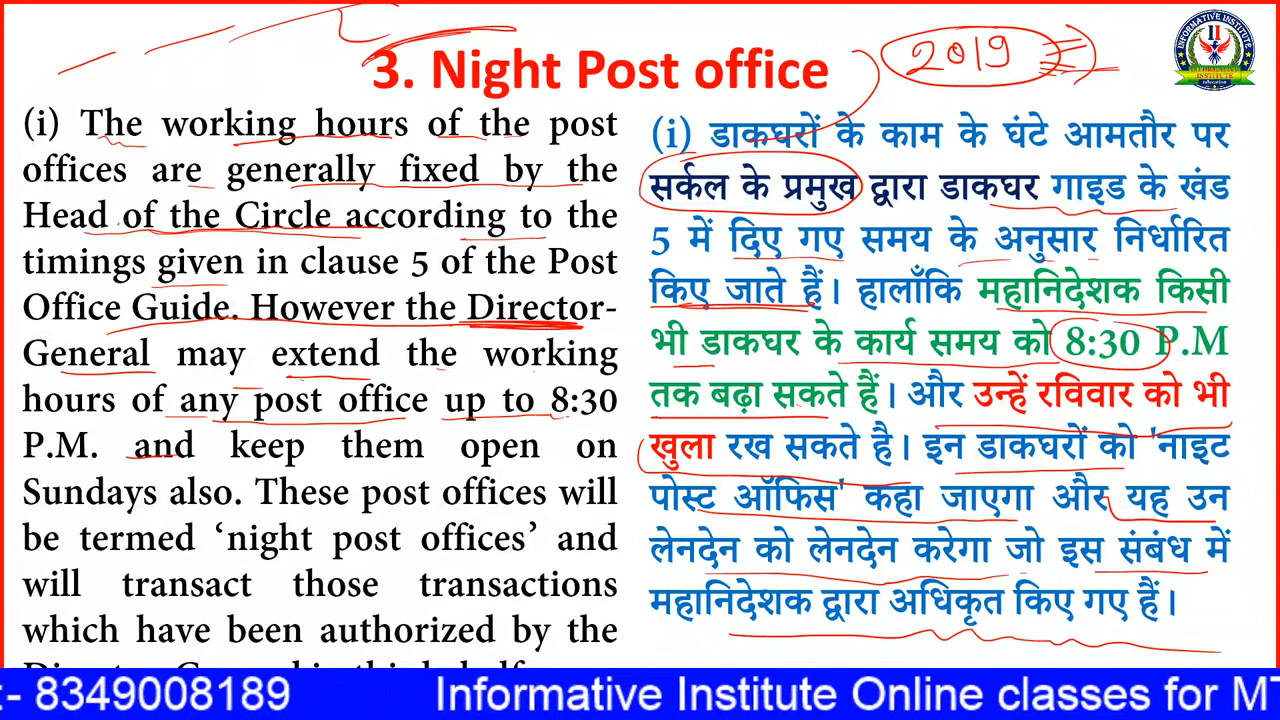 3. Night Post office
2019
INFORMATIVE INSTITUTE
II
(i) The working hours of the post
offices are generally fixed by the
Head of the Circle according to the
timings given in clause 5 of the Post
Office Guide. However the Director-
General may extend the working
hours of any post office up to 8:30
P.M. and keep them open on
Sundays also. These post offices will
be termed ‘night post offices’ and
will transact those transactions
which have been authorized by the
(i) डाकघरों के काम के घंटे आमतौर पर
सर्कल के प्रमुख द्वारा डाकघर गाइड के खंड
5 में दिए गए समय के अनुसार निर्धारित
किए जाते हैं। हालाँकि महानिदेशक किसी
भी डाकघर के कार्य समय को 8:30 P.M
तक बढ़ा सकते हैं। और उन्हें रविवार को भी
खुला रख सकते है। इन डाकघरों को 'नाइट
पोस्ट ऑफिस' कहा जाएगा और यह उन
लेनदेन को लेनदेन करेगा जो इस संबंध में
महानिदेशक द्वारा अधिकृत किए गए हैं।
:- 8349008189 Informative Institute Online classes for MT